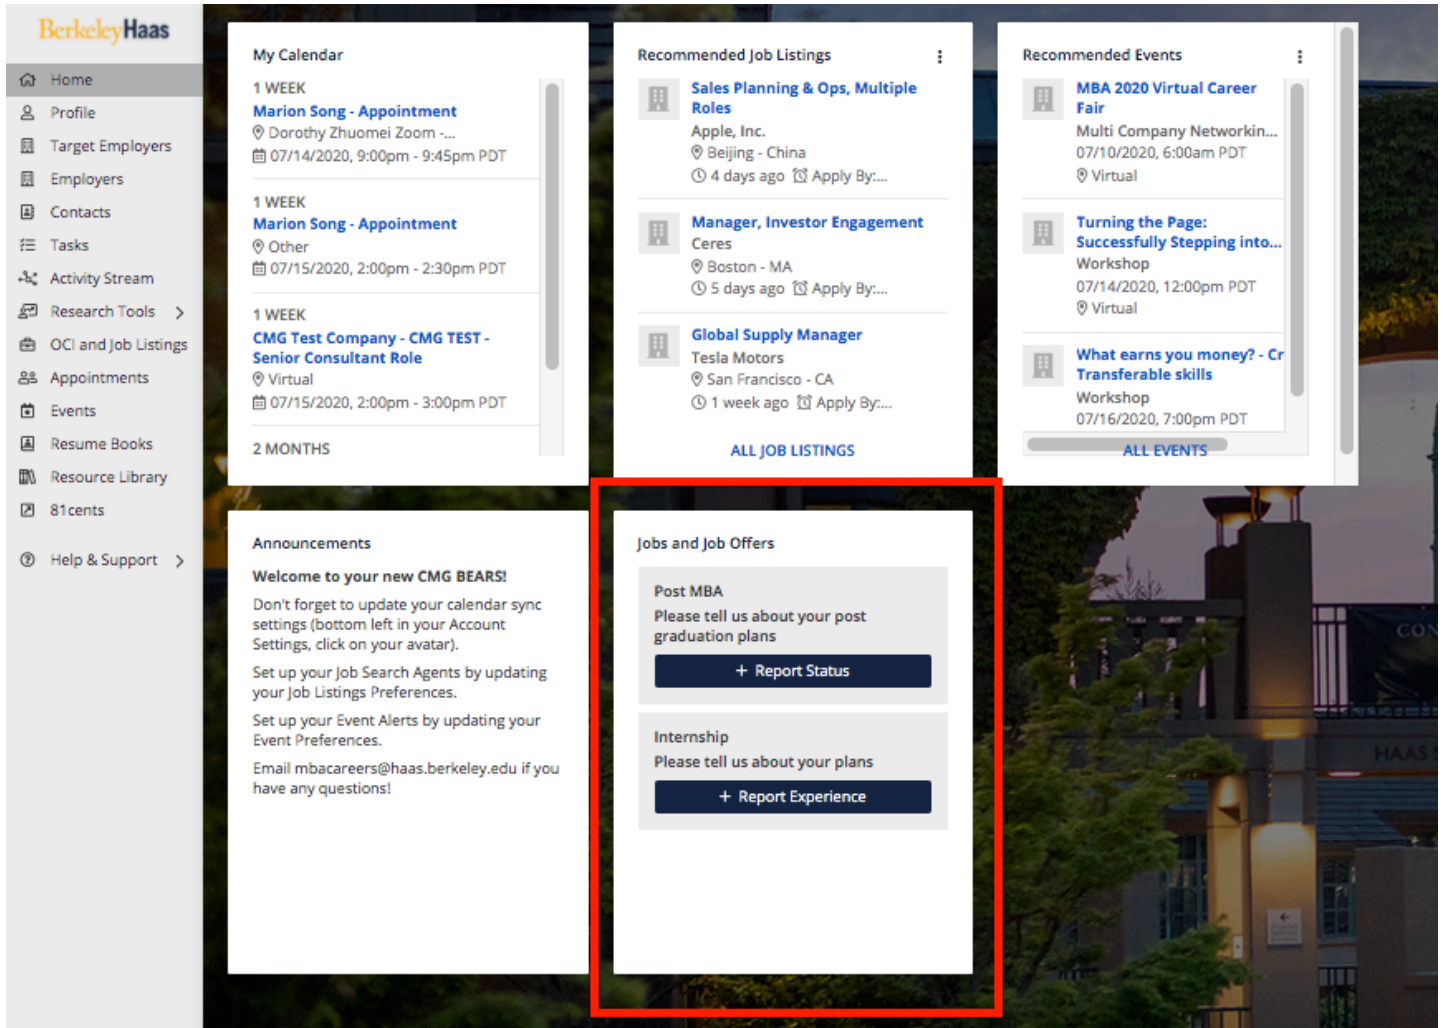 BerkeleyHaas
Home
Profile
Target Employers
Employers
Contacts
Tasks
Activity Stream
Research Tools
OCI and Job Listings
Appointments
Events
Resume Books
Resource Library
81cents
Help & Support
My Calendar
1 WEEK
Marion Song - Appointment
Dorothy Zhuomei Zoom -...
07/14/2020, 9:00pm - 9:45pm PDT
1 WEEK
Marion Song - Appointment
Other
07/15/2020, 2:00pm - 2:30pm PDT
1 WEEK
CMG Test Company - CMG TEST -
Senior Consultant Role
Virtual
07/15/2020, 2:00pm - 3:00pm PDT
2 MONTHS
Recommended Job Listings
Sales Planning & Ops, Multiple
Roles
Apple, Inc.
Beijing - China
4 days ago Apply By:...
Manager, Investor Engagement
Ceres
Boston - MA
5 days ago Apply By:...
Global Supply Manager
Tesla Motors
San Francisco - CA
1 week ago Apply By:...
ALL JOB LISTINGS
Recommended Events
MBA 2020 Virtual Career
Fair
Multi Company Networkin...
07/10/2020, 6:00am PDT
Virtual
Turning the Page:
Successfully Stepping into...
Workshop
07/14/2020, 12:00pm PDT
Virtual
What earns you money? - Cr
Transferable skills
Workshop
07/16/2020, 7:00pm PDT
ALL EVENTS
Announcements
Welcome to your new CMG BEARS!
Don't forget to update your calendar sync
settings (bottom left in your Account
Settings, click on your avatar).
Set up your Job Search Agents by updating
your Job Listings Preferences.
Set up your Event Alerts by updating your
Event Preferences.
Email mbacareers@haas.berkeley.edu if you
have any questions!
Jobs and Job Offers
Post MBA
Please tell us about your post
graduation plans
+ Report Status
Internship
Please tell us about your plans
+ Report Experience
CON
HAAS S